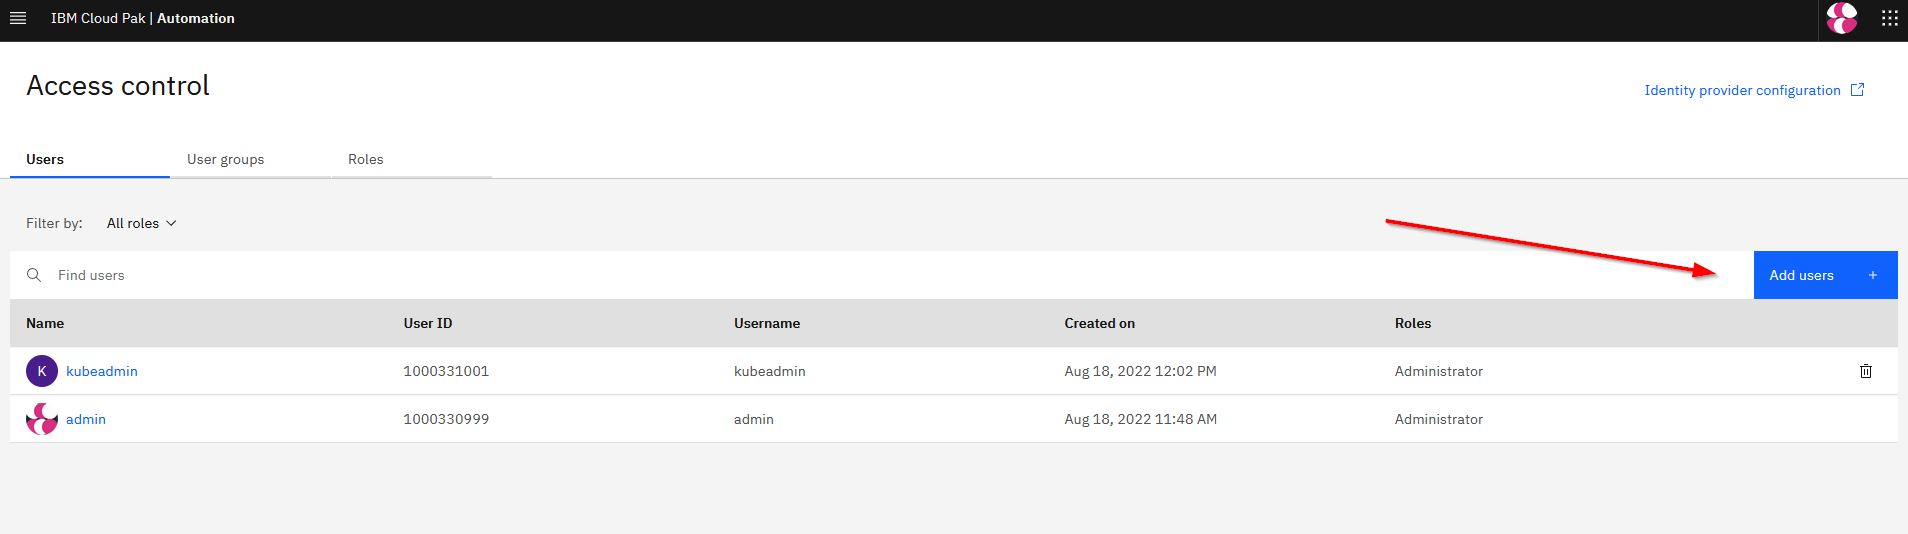 IBM Cloud Pak | Automation
Access control
Identity provider configuration
Users User groups Roles
Filter by: All roles
Find users
Add users +
Name User ID Username Created on Roles
K kubeadmin 1000331001 kubeadmin Aug 18, 2022 12:02 PM Administrator
admin 1000330999 admin Aug 18, 2022 11:48 AM Administrator